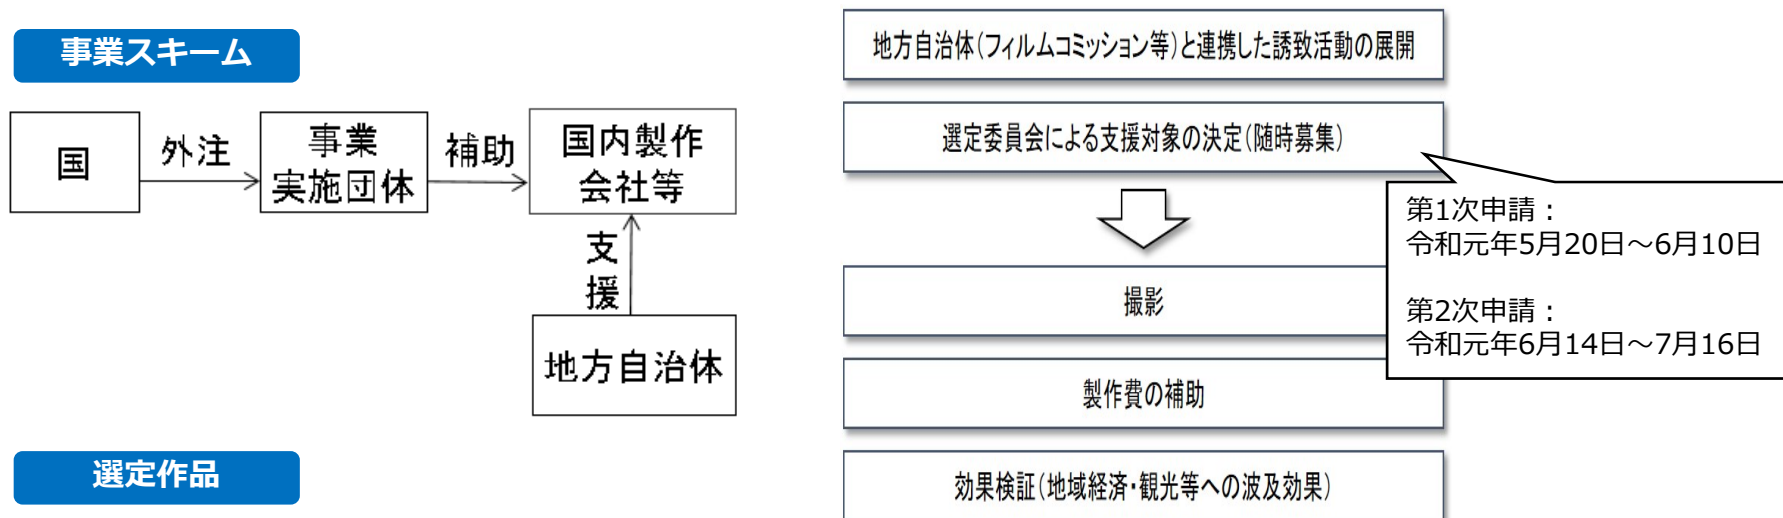 事業スキーム
国
外注
事業
実施団体
補助
国内製作
会社等
支
援
地方自治体
選定作品
地方自治体(フィルムコミッション等)と連携した誘致活動の展開
選定委員会による支援対象の決定(随時募集)
第1次申請：
令和元年5月20日～6月10日
第2次申請：
令和元年6月14日～7月16日
撮影
製作費の補助
効果検証(地域経済・観光等への波及効果)